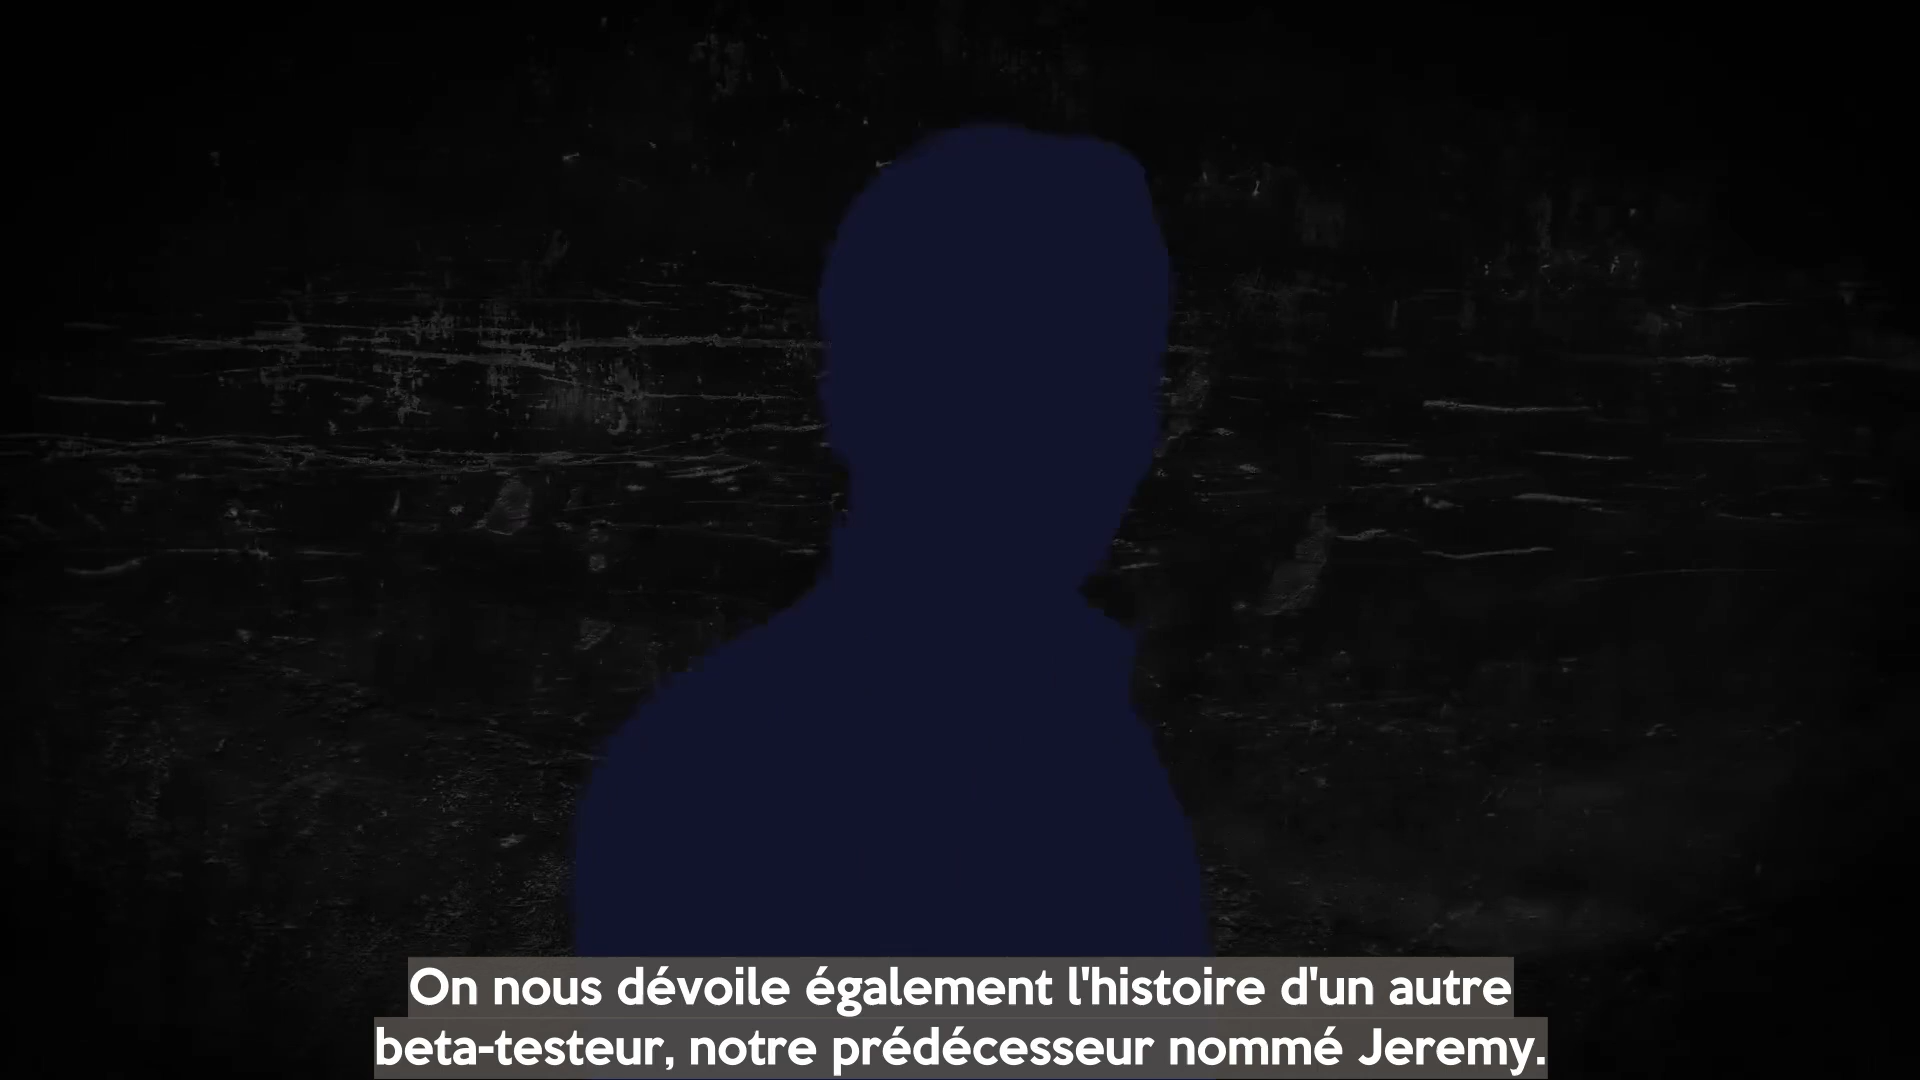 On nous dévoile également l'histoire d'un autre
beta-testeur, notre prédécesseur nommé Jeremy.